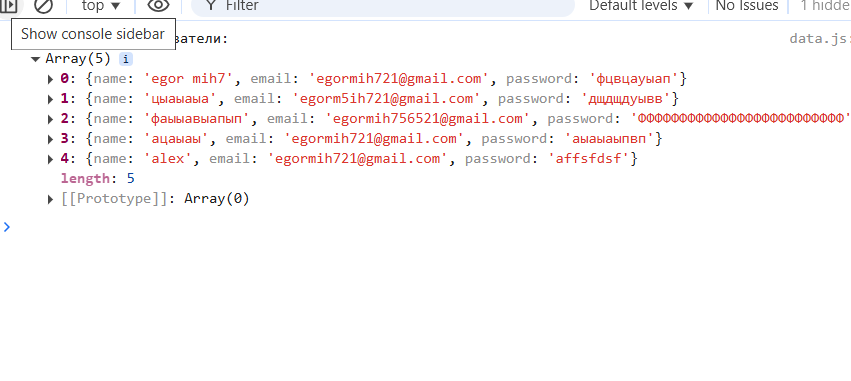 top ▼ Filter Default levels ▼ No Issues 1 hidde
Show console sidebar
ватели: data.js:
▼ Array(5) i
▶ 0: {name: 'egor mih7', email: 'egormih721@gmail.com', password: 'фцвцауыап'}
▶ 1: {name: 'цыаыаыа', email: 'egorm5ih721@gmail.com', password: 'дщдщдуывв'}
▶ 2: {name: 'фаыыавыапып', email: 'egormih756521@gmail.com', password: 'ФФФФФФФФФФФФФФФФФФФФФФФФФ'
▶ 3: {name: 'ацаыаы', email: 'egormih721@gmail.com', password: 'аыаыаыпвп'}
▶ 4: {name: 'alex', email: 'egormih721@gmail.com', password: 'affsfdsf'}
length: 5
▶ [[Prototype]]: Array(0)